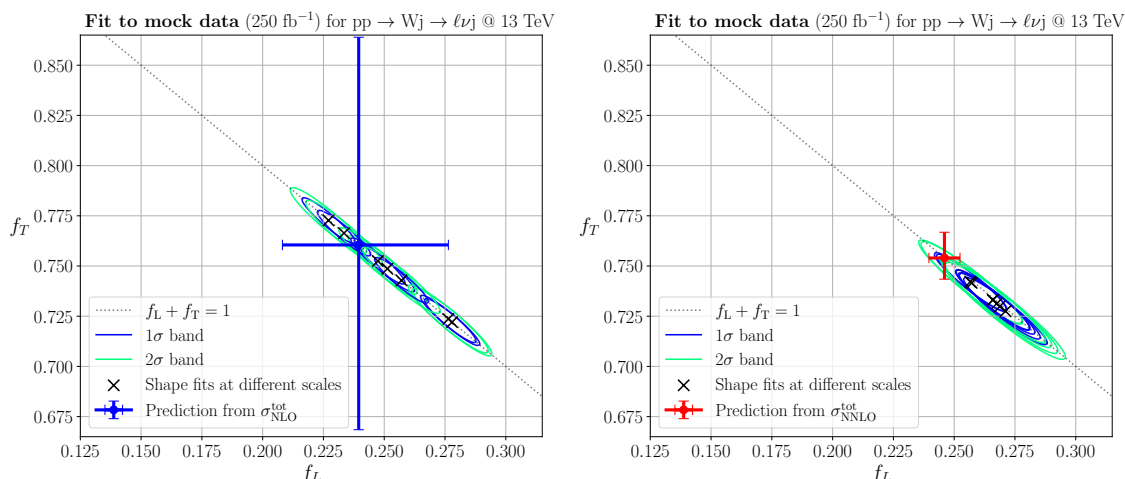 Fit to mock data (250 fb⁻¹) for pp → Wj → ℓνj @ 13 TeV
0.850
0.825
0.800
0.775
0.750
0.725
0.700
0.675
f_T
f_L + f_T = 1
1σ band
2σ band
Shape fits at different scales
Prediction from σ^tot_NLO
0.125 0.150 0.175 0.200 0.225 0.250 0.275 0.300
f_L
Fit to mock data (250 fb⁻¹) for pp → Wj → ℓνj @ 13 TeV
0.850
0.825
0.800
0.775
0.750
0.725
0.700
0.675
f_T
f_L + f_T = 1
1σ band
2σ band
Shape fits at different scales
Prediction from σ^tot_NNLO
0.125 0.150 0.175 0.200 0.225 0.250 0.275 0.300
f_L